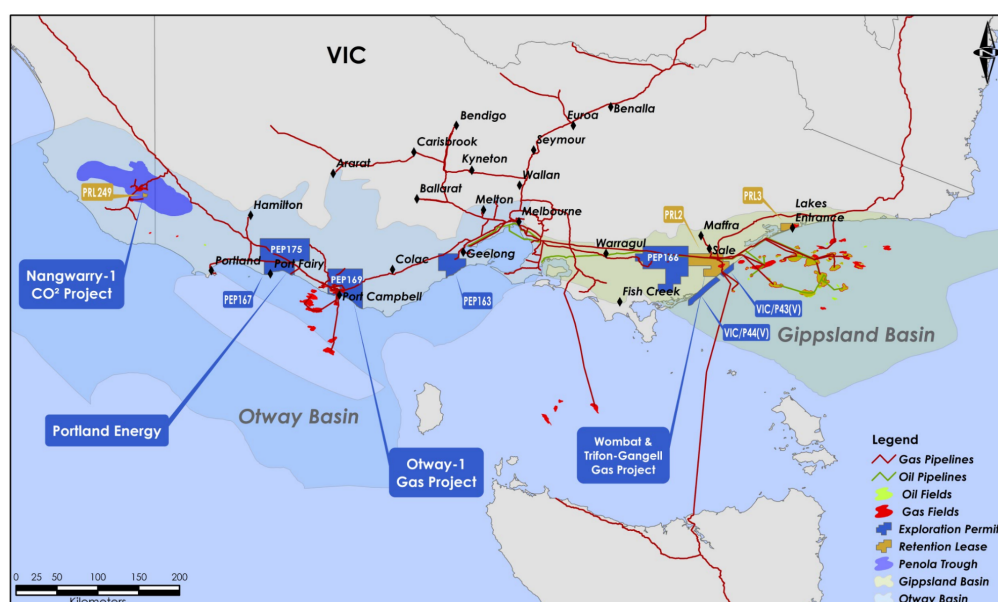 VIC
Bendigo
Carisbrook
Ararat
Kyneton
Ballarat
Melton
Euroa
Benalla
Seymour
Wallan
Melbourne
PRL249
Hamilton
PEP175
Portland
Port Fairy
PEP167
PEP169
Port Campbell
Colac
Geelong
PEP163
Warragul
PEP166
Fish Creek
PRL2
Maffra
Sale
PRL3
Lakes
Entrance
VIC/P43(V)
VIC/P44(V)
Gippsland Basin
Nangwarry-1
CO² Project
Portland Energy
Otway Basin
Otway-1
Gas Project
Wombat &
Trifon-Gangell
Gas Project
Legend
Gas Pipelines
Oil Pipelines
Oil Fields
Gas Fields
Exploration Permit
Retention Lease
Penola Trough
Gippsland Basin
Otway Basin
0 25 50 100 150 200
Kilometers
N